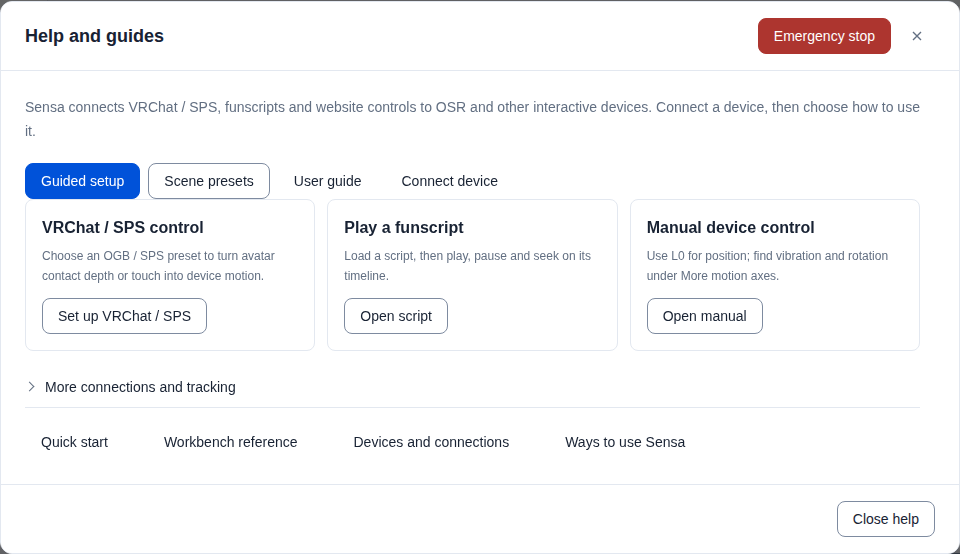 Help and guides
Emergency stop
Sensa connects VRChat / SPS, funscripts and website controls to OSR and other interactive devices. Connect a device, then choose how to use
it.
Guided setup
Scene presets
User guide
Connect device
VRChat / SPS control
Choose an OGB / SPS preset to turn avatar
contact depth or touch into device motion.
Set up VRChat / SPS
Play a funscript
Load a script, then play, pause and seek on its
timeline.
Open script
Manual device control
Use L0 for position; find vibration and rotation
under More motion axes.
Open manual
More connections and tracking
Quick start
Workbench reference
Devices and connections
Ways to use Sensa
Close help